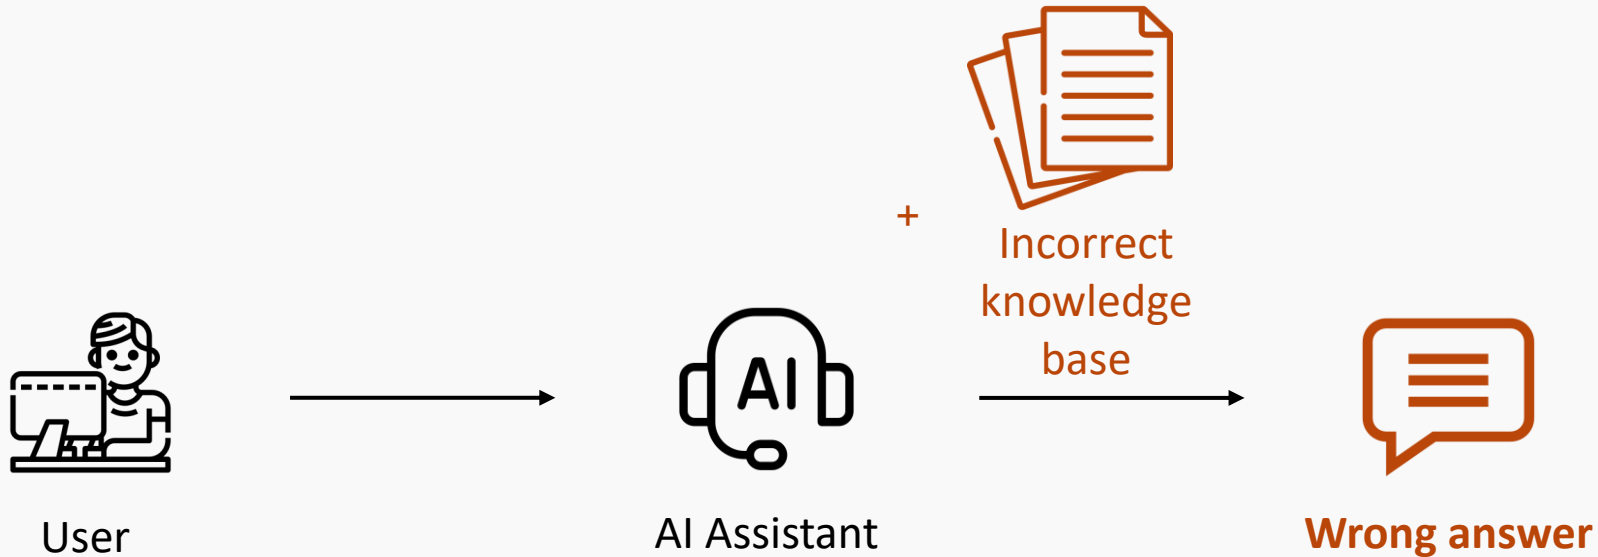 +
Incorrect
knowledge
base
AI
User
AI Assistant
Wrong answer